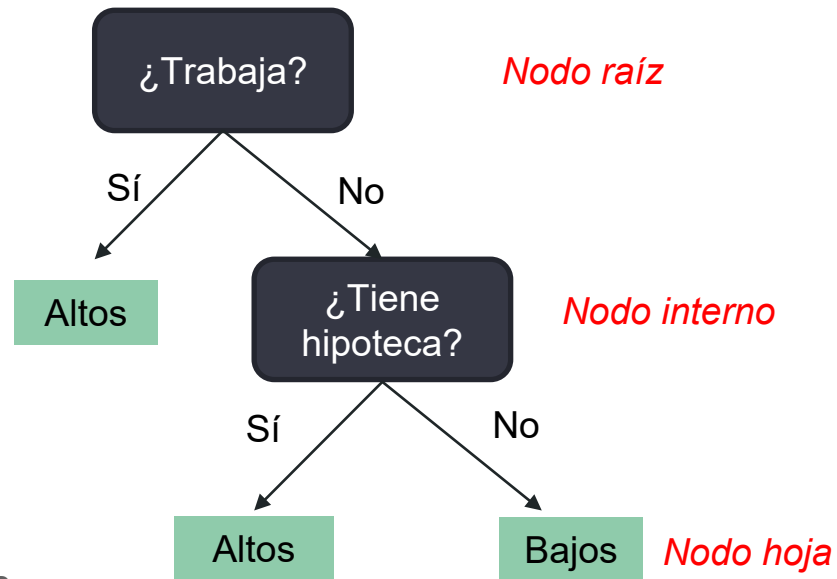 ¿Trabaja?
Nodo raíz
Sí
No
Altos
¿Tiene
hipoteca?
Nodo interno
Sí
No
Altos
Bajos
Nodo hoja